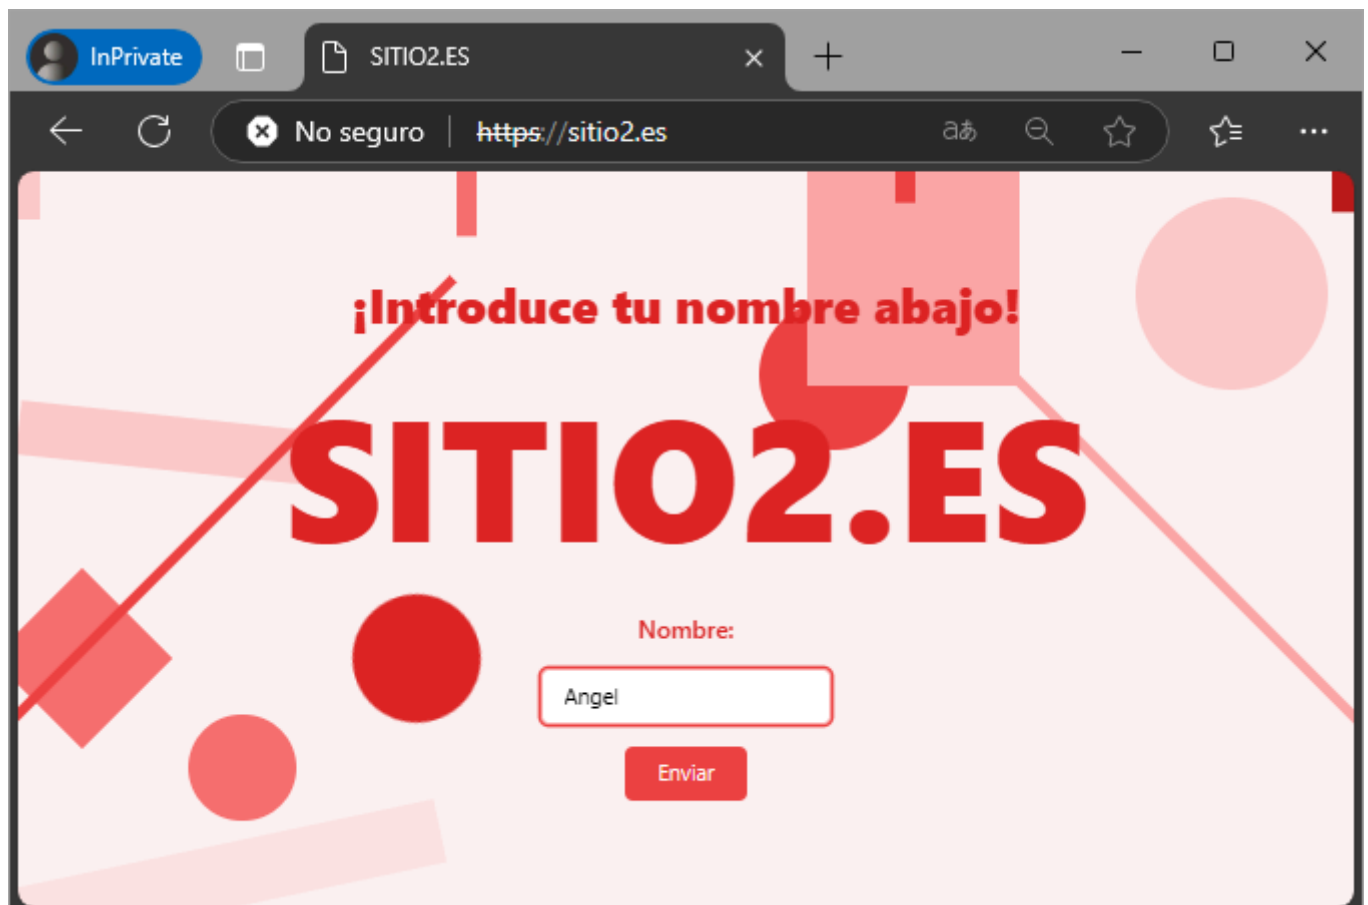 InPrivate
SITIO2.ES
No seguro
https://sitio2.es
aあ
¡Introduce tu nombre abajo!
SITIO2.ES
Nombre:
Angel
Enviar